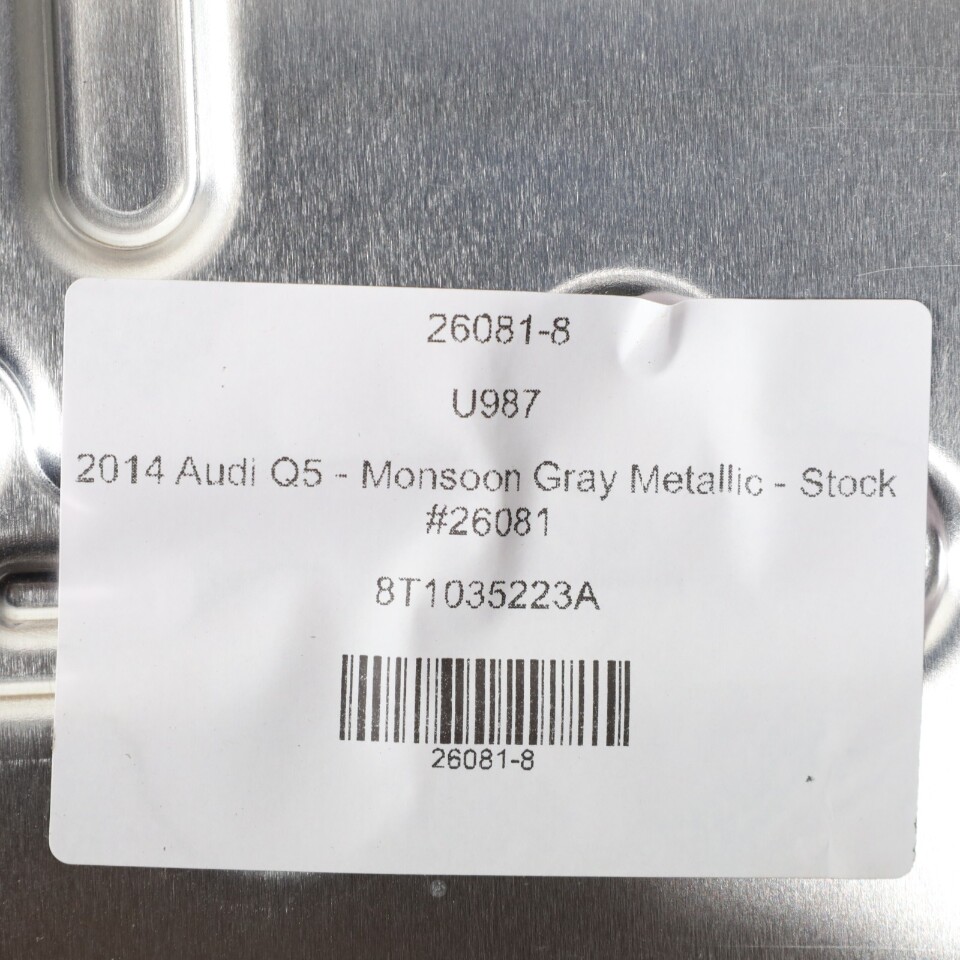 26081-8
U987
2014 Audi Q5 - Monsoon Gray Metallic - Stock
#26081
8T1035223A
26081-8